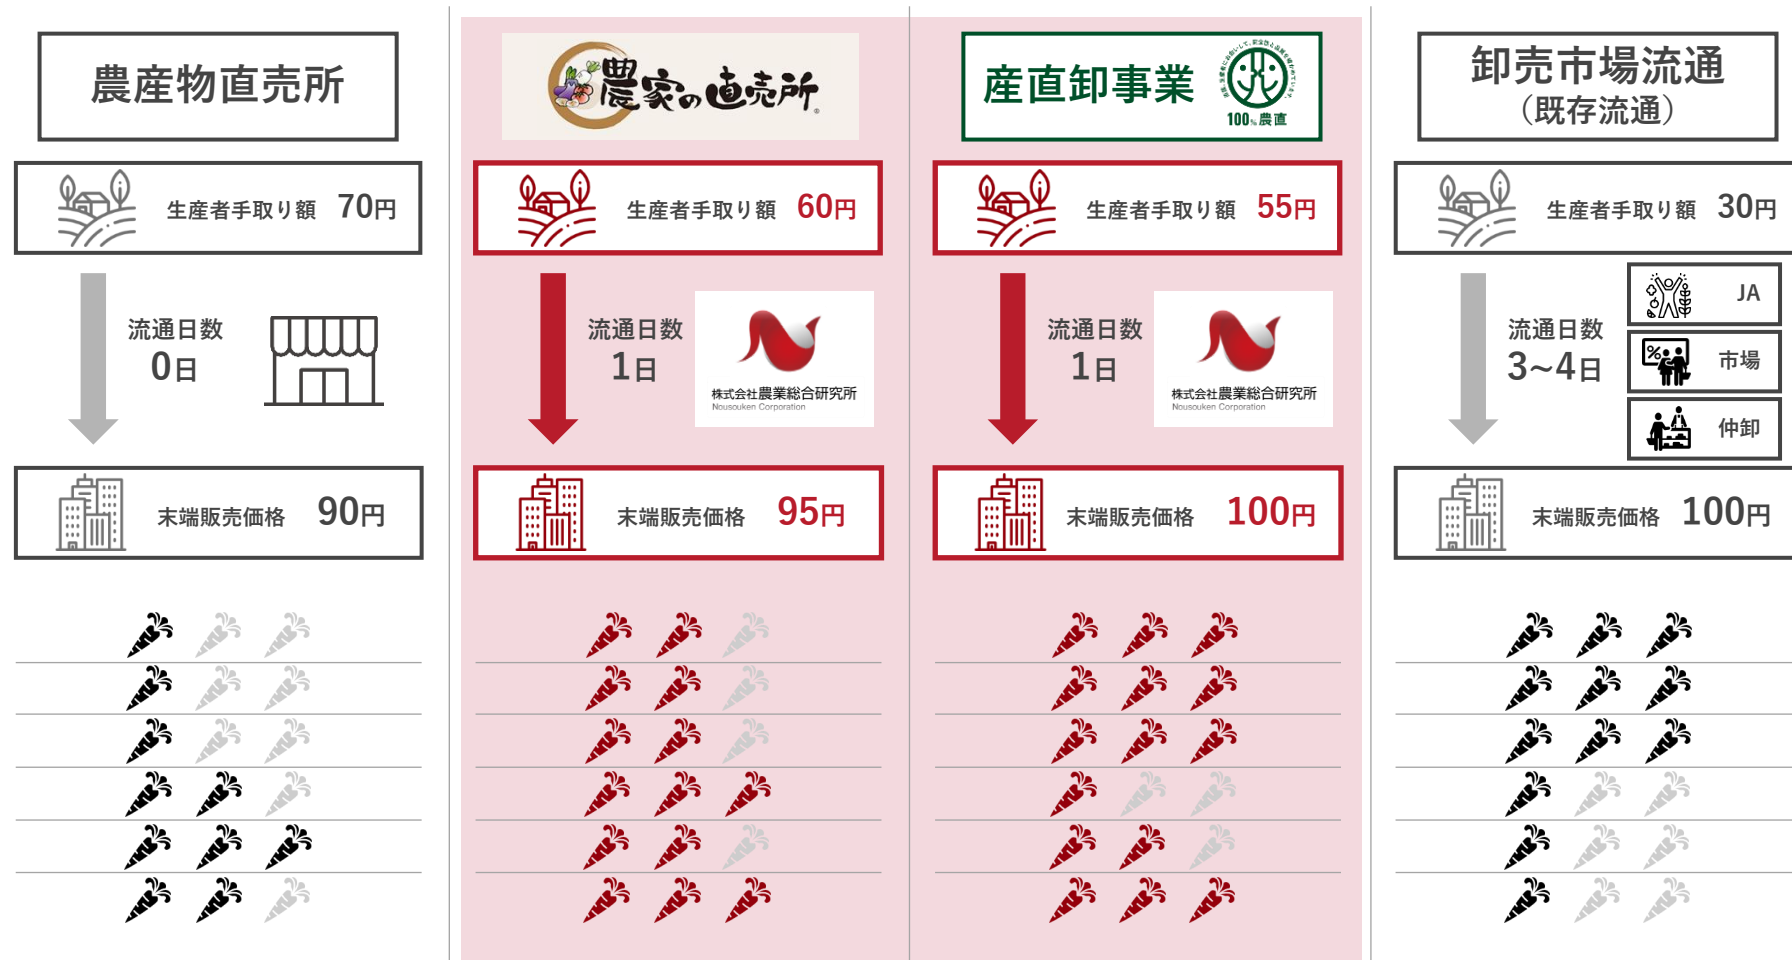 農産物直売所
生産者手取り額 70円
流通日数
0日
末端販売価格 90円
農家の直売所
生産者手取り額 60円
流通日数
1日
株式会社農業総合研究所
Nousouken Corporation
末端販売価格 95円
産直卸事業
100%農直
生産者手取り額 55円
流通日数
1日
株式会社農業総合研究所
Nousouken Corporation
末端販売価格 100円
卸売市場流通
（既存流通）
生産者手取り額 30円
流通日数
3~4日
JA
%
市場
仲卸
末端販売価格 100円